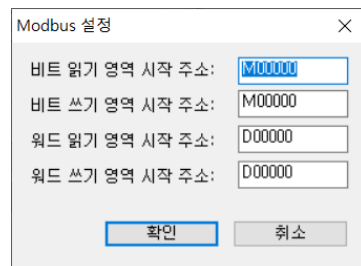 Modbus 설정
비트 읽기 영역 시작 주소: M00000
비트 쓰기 영역 시작 주소: M00000
워드 읽기 영역 시작 주소: D00000
워드 쓰기 영역 시작 주소: D00000
확인 취소